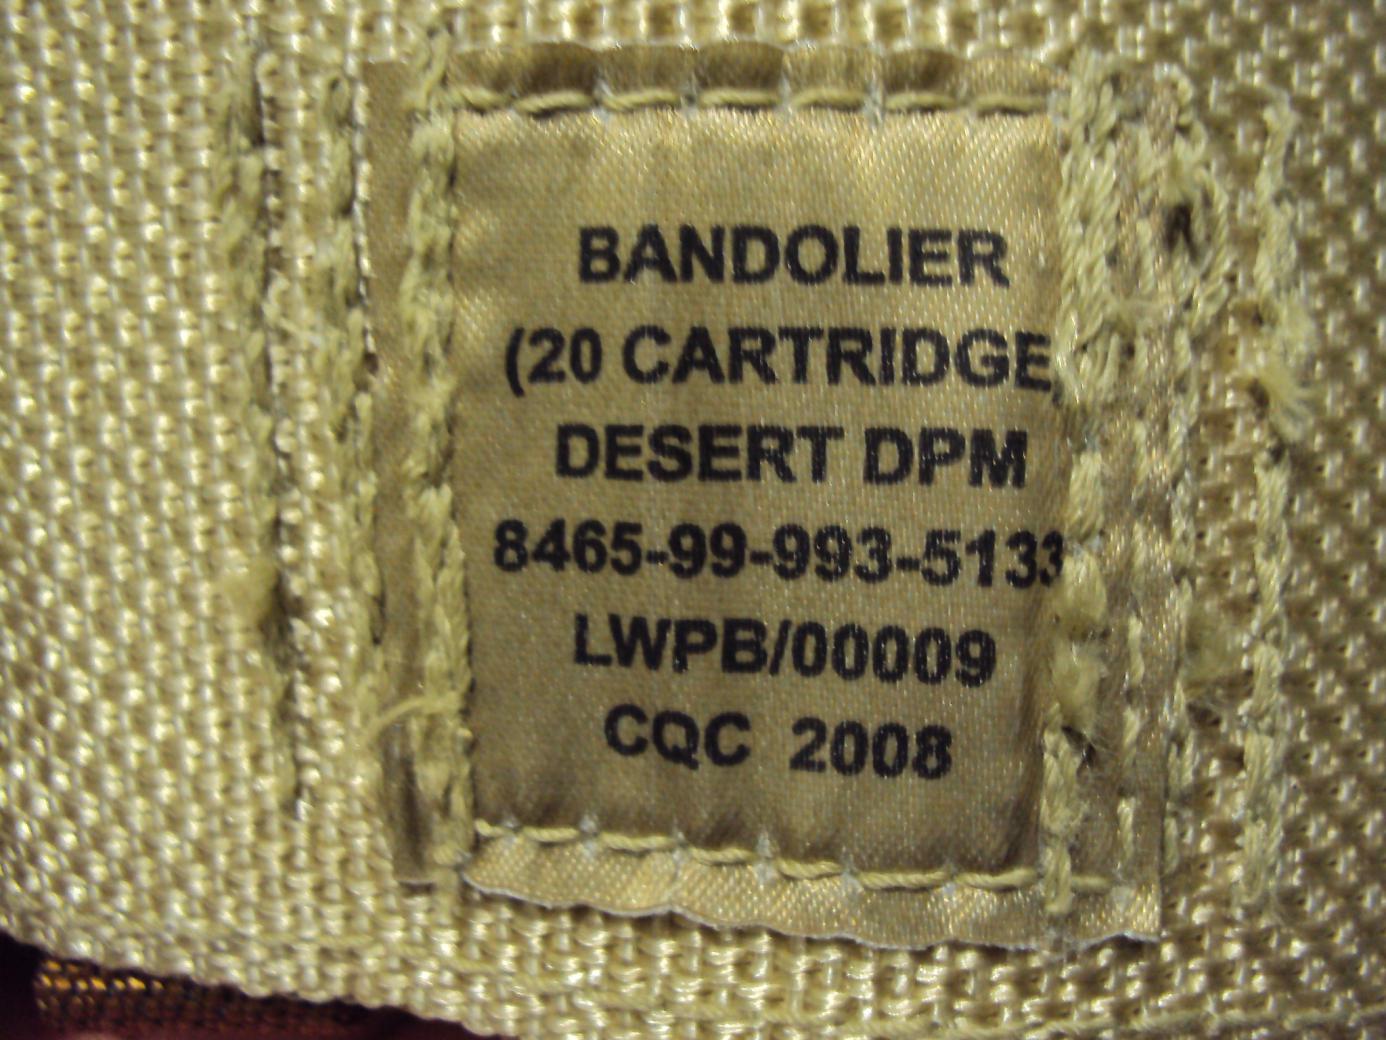 BANDOLIER
(20 CARTRIDGE)
DESERT DPM
8465-99-993-5133
LWPB/00009
CQC 2008